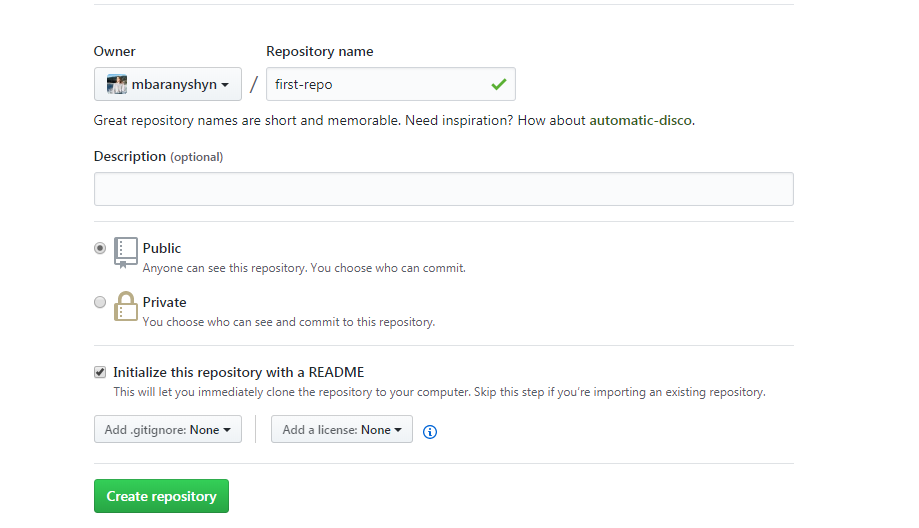 Owner
Repository name
mbaranyshyn
/
first-repo
Great repository names are short and memorable. Need inspiration? How about automatic-disco.
Description (optional)
Public
Anyone can see this repository. You choose who can commit.
Private
You choose who can see and commit to this repository.
Initialize this repository with a README
This will let you immediately clone the repository to your computer. Skip this step if you’re importing an existing repository.
Add .gitignore: None
Add a license: None
Create repository